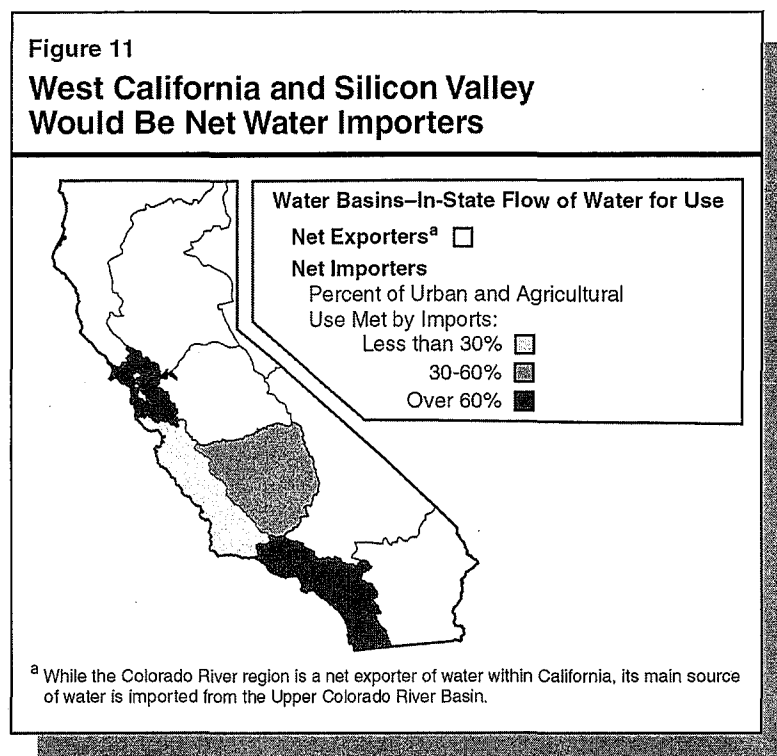 Figure 11
West California and Silicon Valley
Would Be Net Water Importers
Water Basins–In-State Flow of Water for Use
Net Exportersᵃ
Net Importers
Percent of Urban and Agricultural
Use Met by Imports:
Less than 30%
30-60%
Over 60%
ᵃ While the Colorado River region is a net exporter of water within California, its main source
of water is imported from the Upper Colorado River Basin.